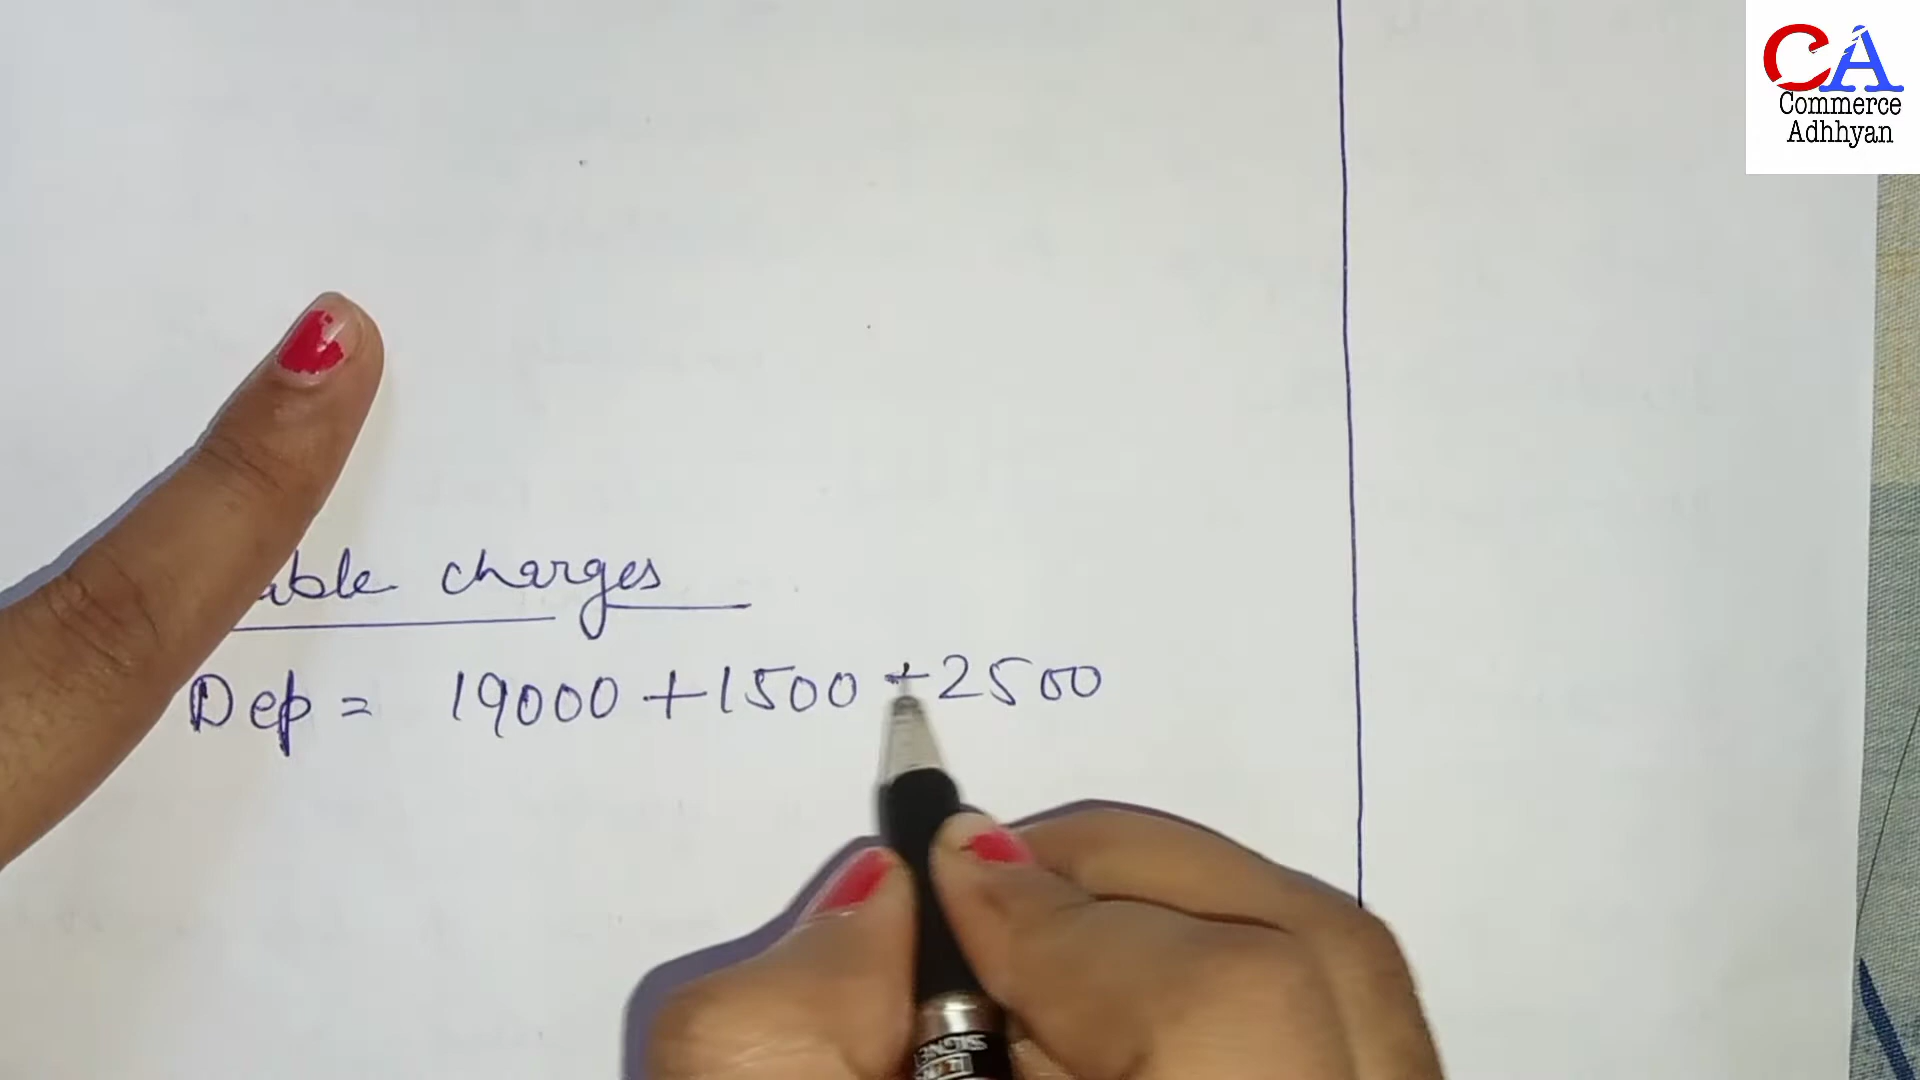 CA
Commerce
Adhhyan
charges
Dep = 19000 + 1500 + 2500